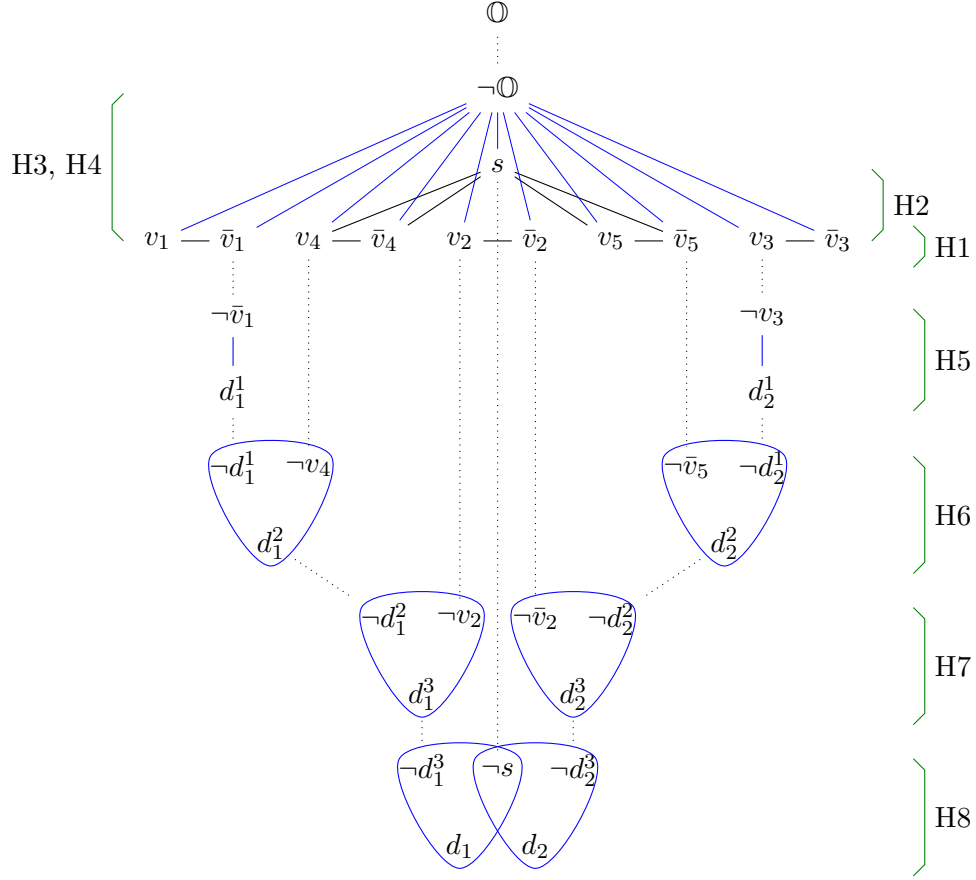 𝕆
¬𝕆
H3, H4
s
H2
v₁ v̄₁ v₄ v̄₄ v₂ v̄₂ v₅ v̄₅ v₃ v̄₃
H1
¬v̄₁ ¬v₃
H5
d₁¹ d₂¹
¬d₁¹ ¬v₄ ¬v̄₅ ¬d₂¹
H6
d₁² d₂²
¬d₁² ¬v₂ ¬v̄₂ ¬d₂²
H7
d₁³ d₂³
¬d₁³ ¬s ¬d₂³
H8
d₁ d₂